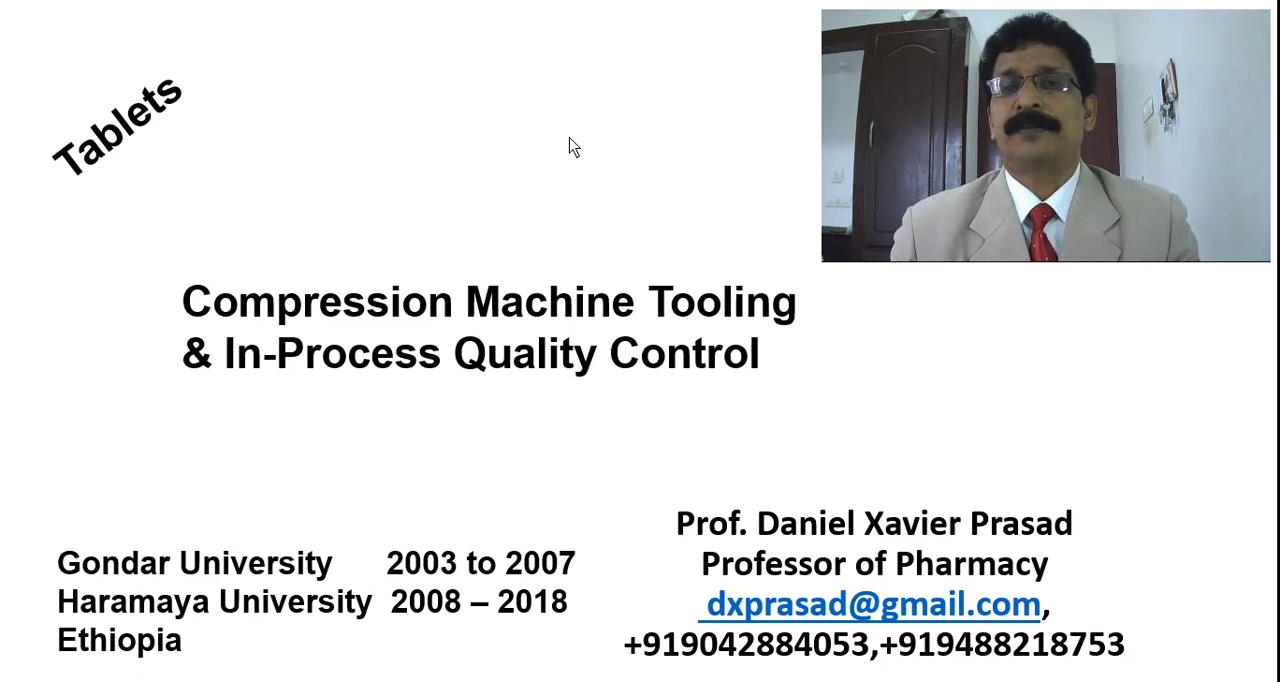 Tablets
Compression Machine Tooling
& In-Process Quality Control
Gondar University 2003 to 2007
Haramaya University 2008 – 2018
Ethiopia
Prof. Daniel Xavier Prasad
Professor of Pharmacy
dxprasad@gmail.com,
+919042884053,+919488218753